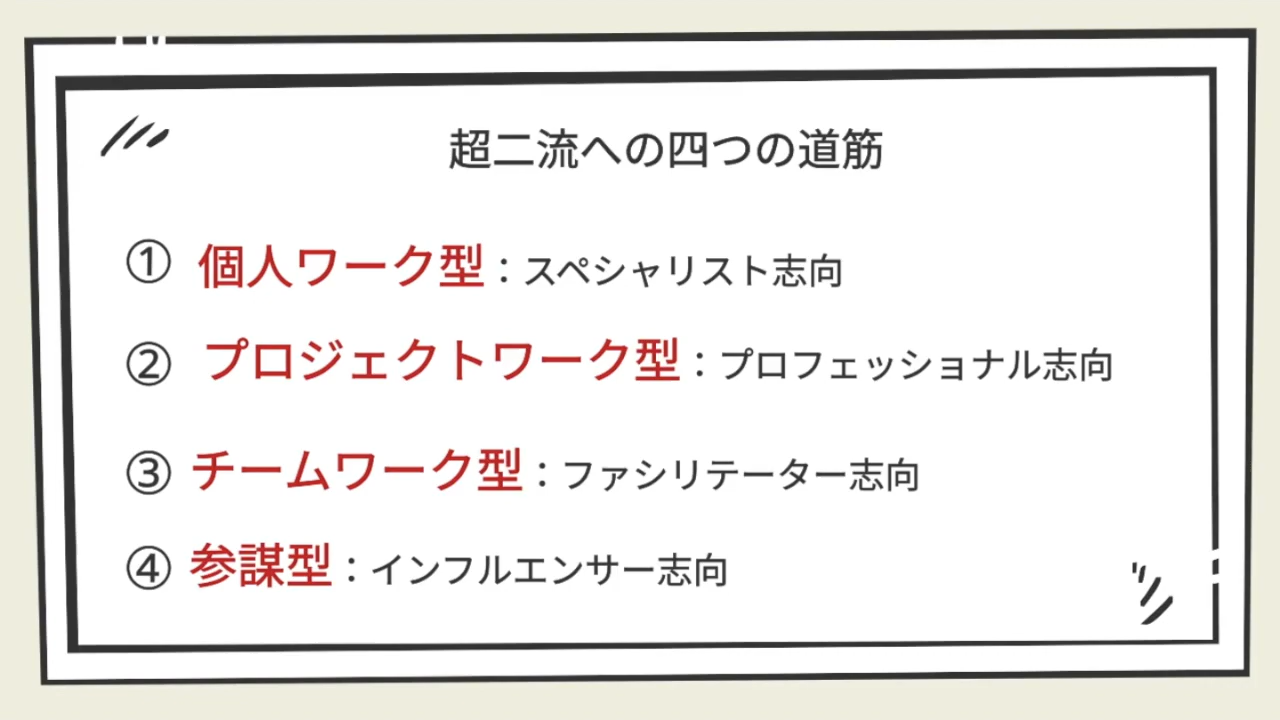 超二流への四つの道筋
① 個人ワーク型：スペシャリスト志向
② プロジェクトワーク型：プロフェッショナル志向
③ チームワーク型：ファシリテーター志向
④ 参謀型：インフルエンサー志向